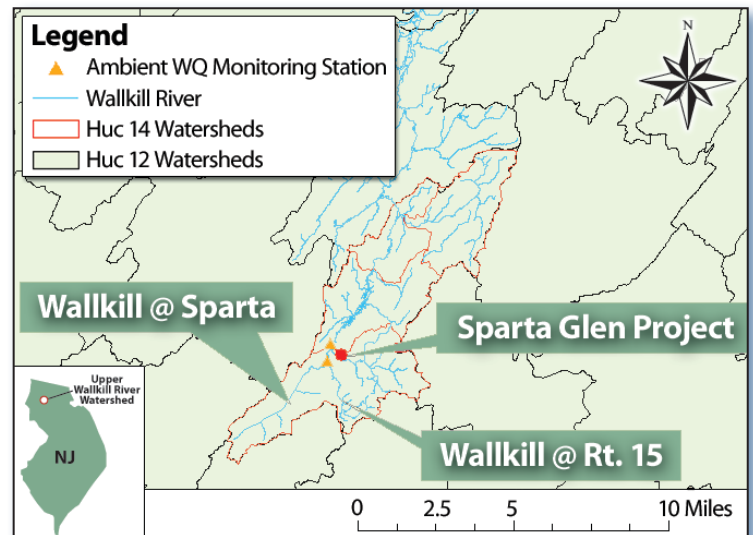 Legend
Ambient WQ Monitoring Station
Wallkill River
Huc 14 Watersheds
Huc 12 Watersheds
N
Wallkill @ Sparta
Sparta Glen Project
Upper
Wallkill River
Watershed
NJ
Wallkill @ Rt. 15
0 2.5 5 10 Miles